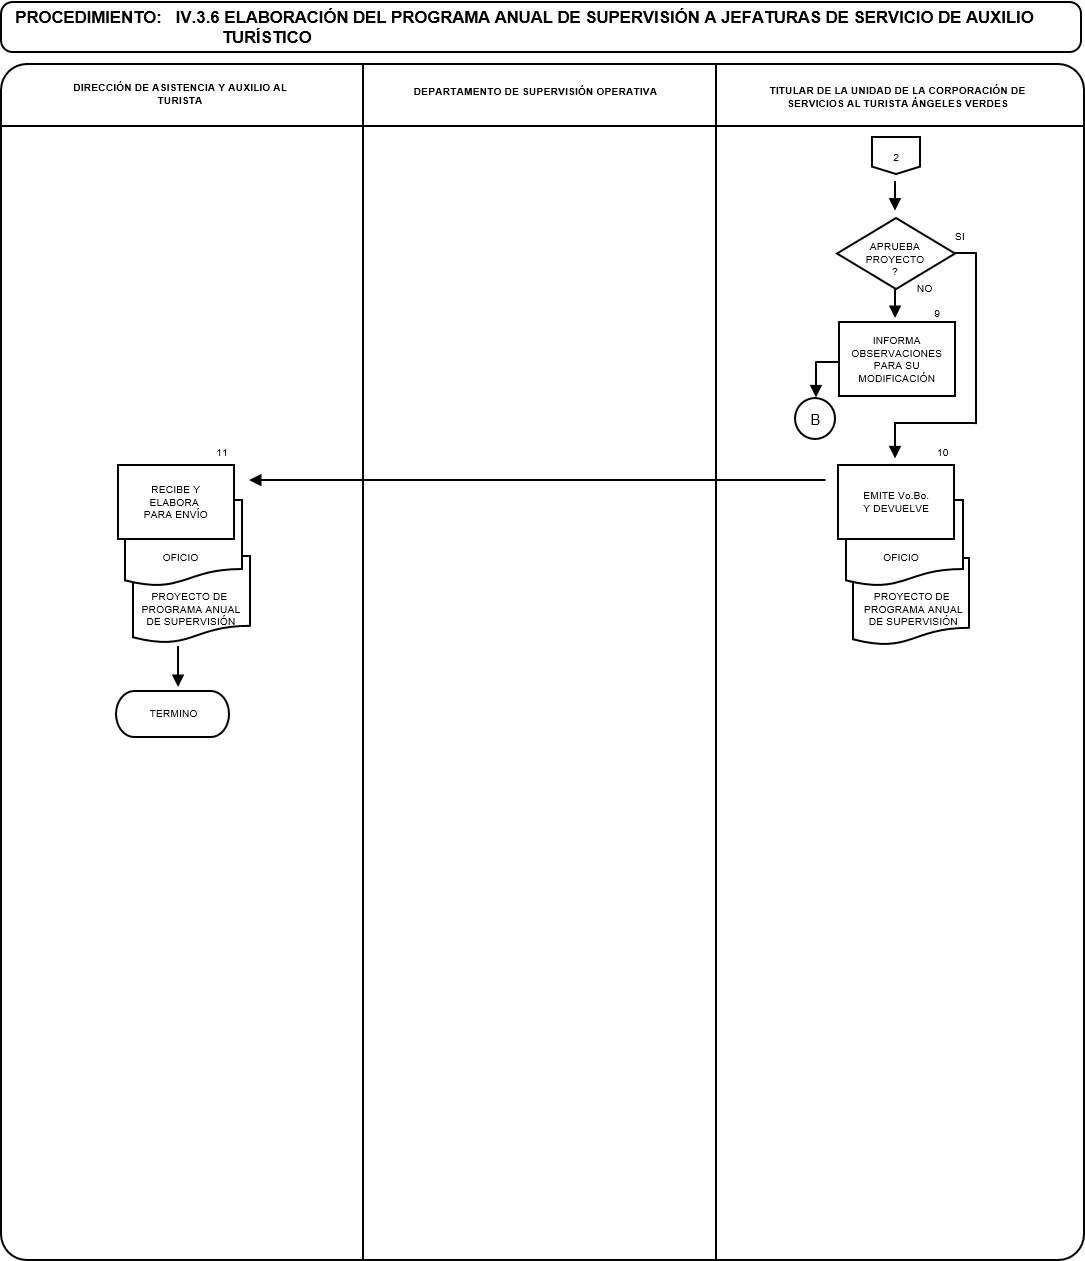 PROCEDIMIENTO: IV.3.6 ELABORACIÓN DEL PROGRAMA ANUAL DE SUPERVISIÓN A JEFATURAS DE SERVICIO DE AUXILIO
TURÍSTICO
DIRECCIÓN DE ASISTENCIA Y AUXILIO AL
TURISTA
DEPARTAMENTO DE SUPERVISIÓN OPERATIVA
TITULAR DE LA UNIDAD DE LA CORPORACIÓN DE
SERVICIOS AL TURISTA ÁNGELES VERDES
2
SI
APRUEBA
PROYECTO
?
NO
9
INFORMA
OBSERVACIONES
PARA SU
MODIFICACIÓN
B
10
EMITE Vo.Bo.
Y DEVUELVE
OFICIO
PROYECTO DE
PROGRAMA ANUAL
DE SUPERVISIÓN
11
RECIBE Y
ELABORA
PARA ENVÍO
OFICIO
PROYECTO DE
PROGRAMA ANUAL
DE SUPERVISIÓN
TERMINO